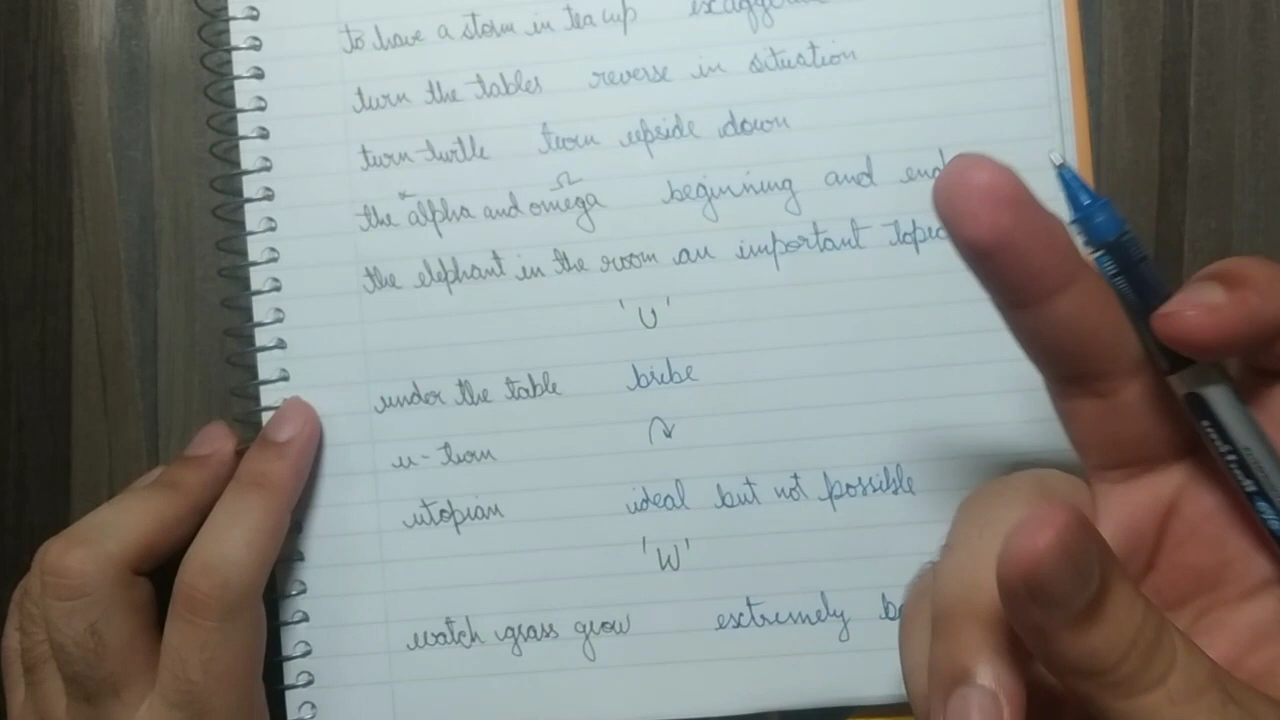 to have a storm in tea cup
turn the tables reverse in situation
turn turtle turn upside down
α Ω
the alpha and omega beginning and end
the elephant in the room an important topic
'U'
under the table bribe
u-turn
utopian ideal but not possible
'W'
watch grass grow extremely